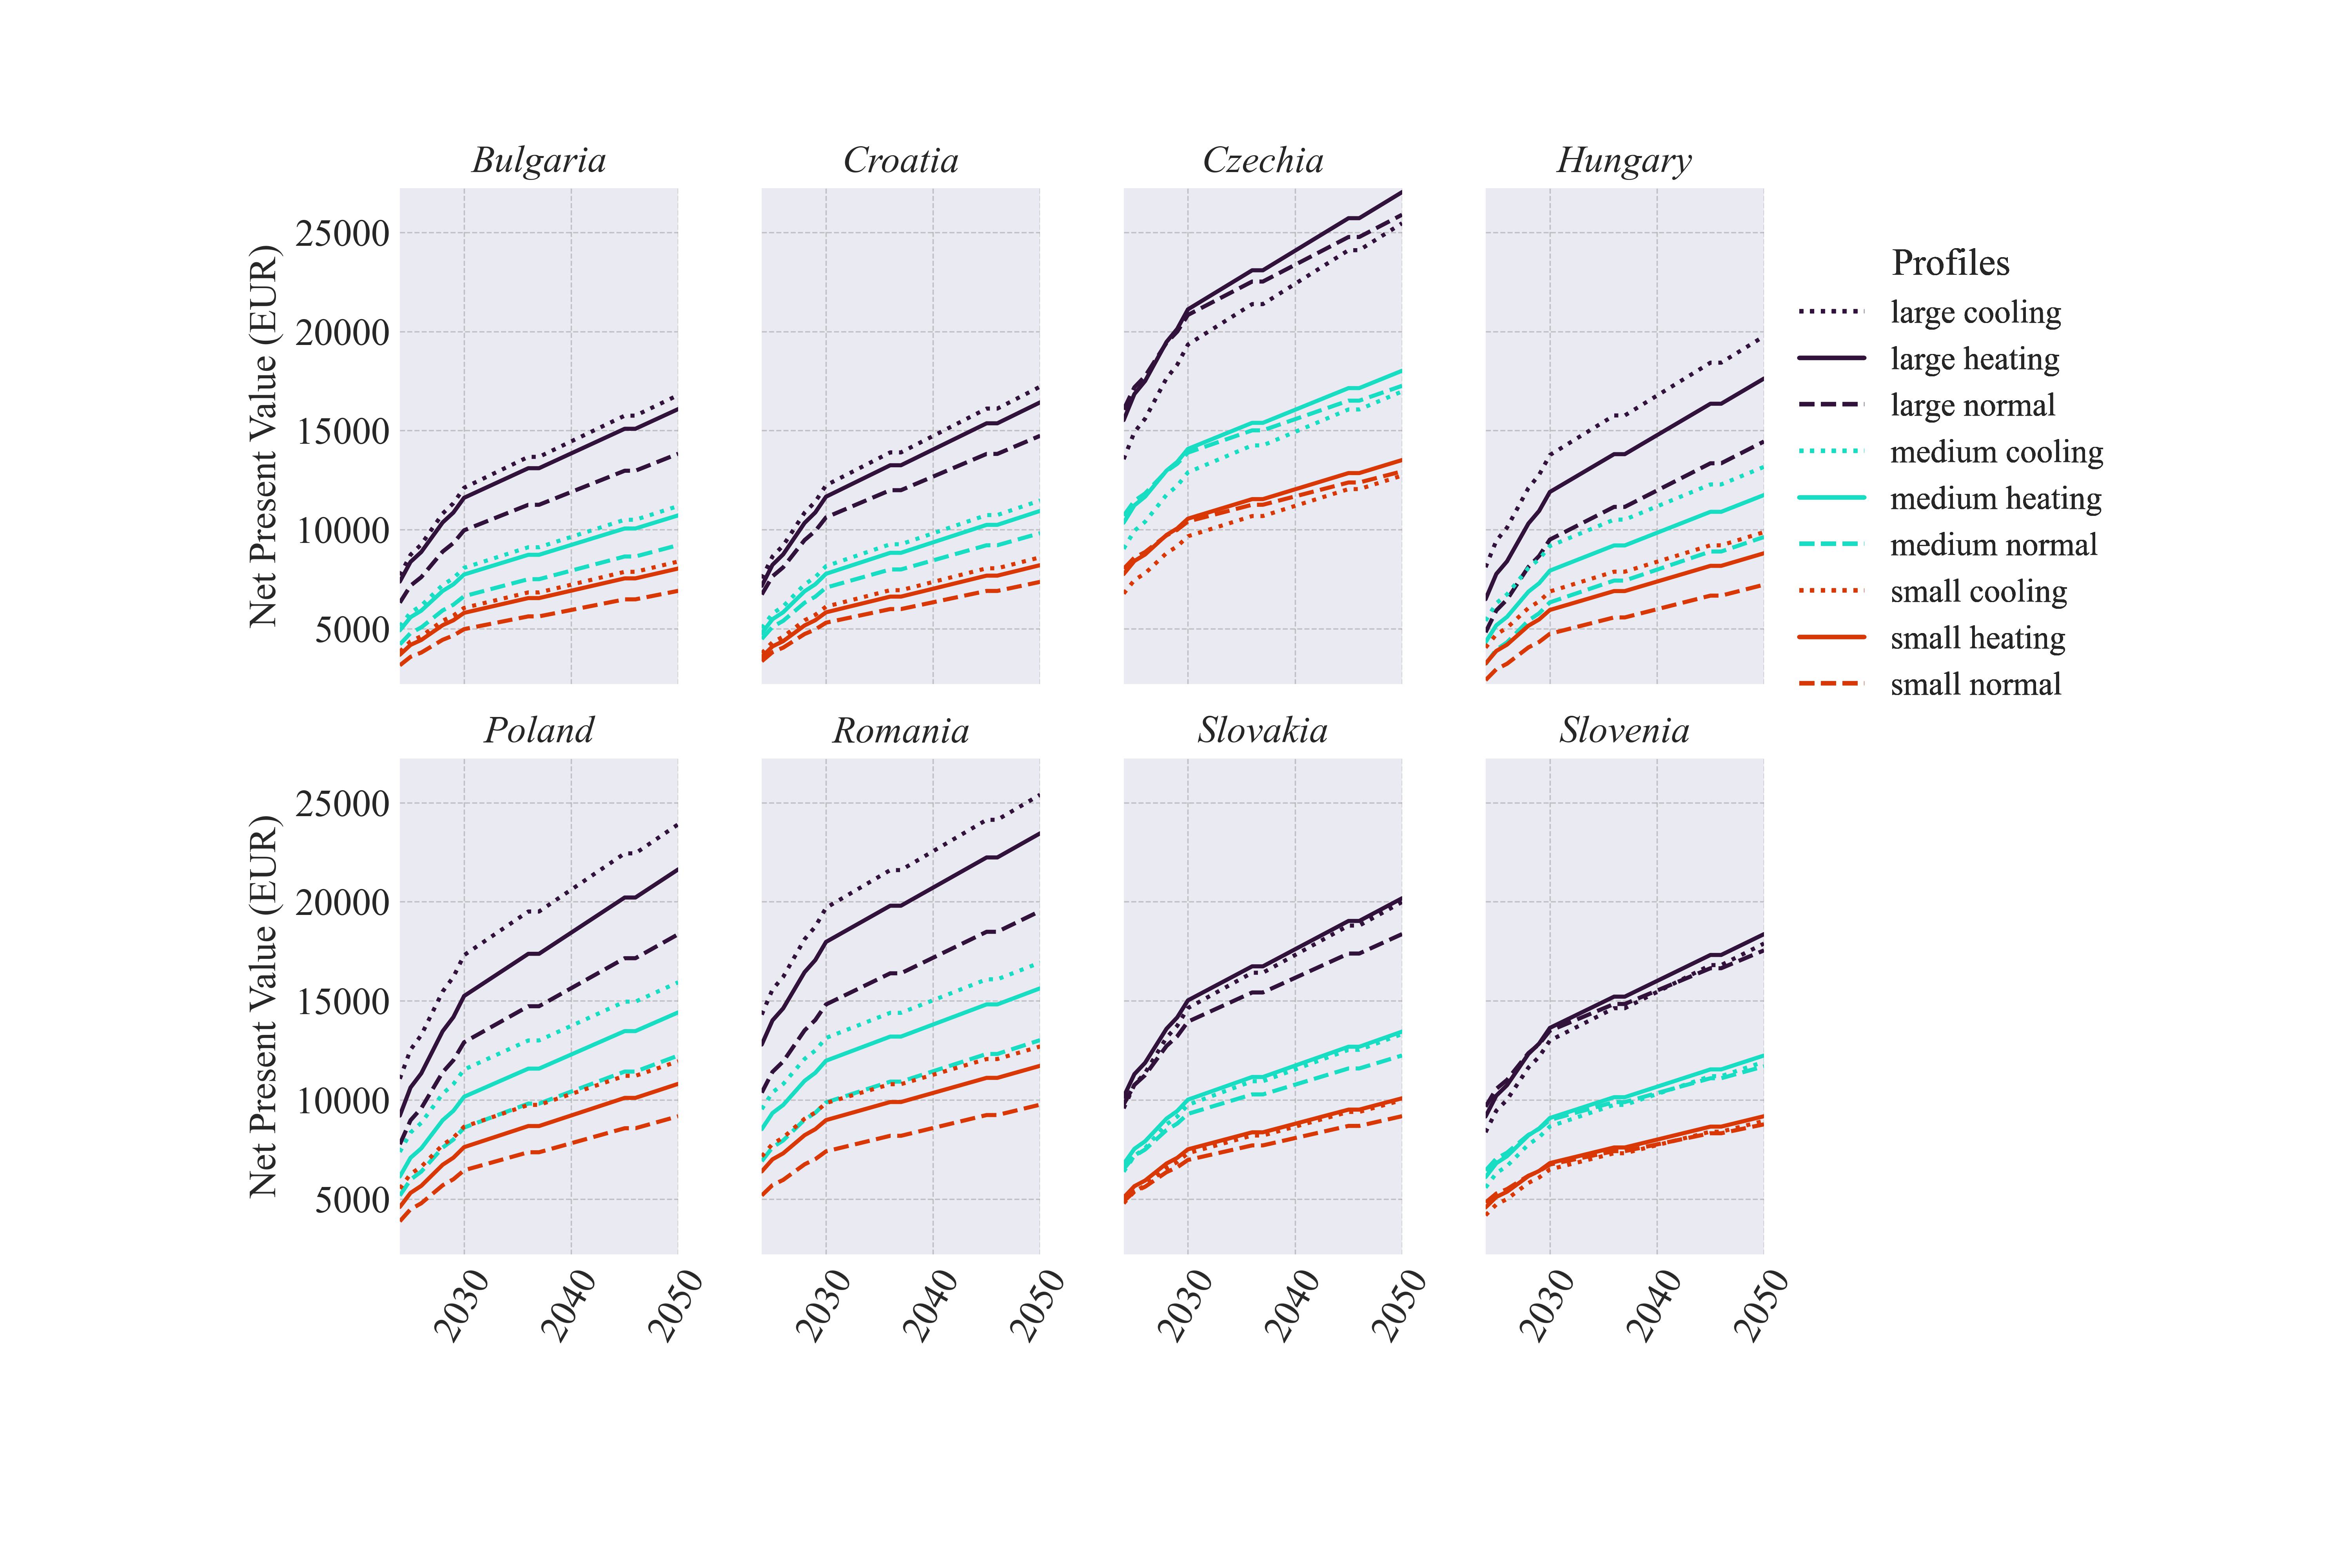 Bulgaria
Croatia
Czechia
Hungary
Net Present Value (EUR)
25000
20000
15000
10000
5000
Profiles
large cooling
large heating
large normal
medium cooling
medium heating
medium normal
small cooling
small heating
small normal
Poland
Romania
Slovakia
Slovenia
Net Present Value (EUR)
25000
20000
15000
10000
5000
2030 2040 2050
2030 2040 2050
2030 2040 2050
2030 2040 2050